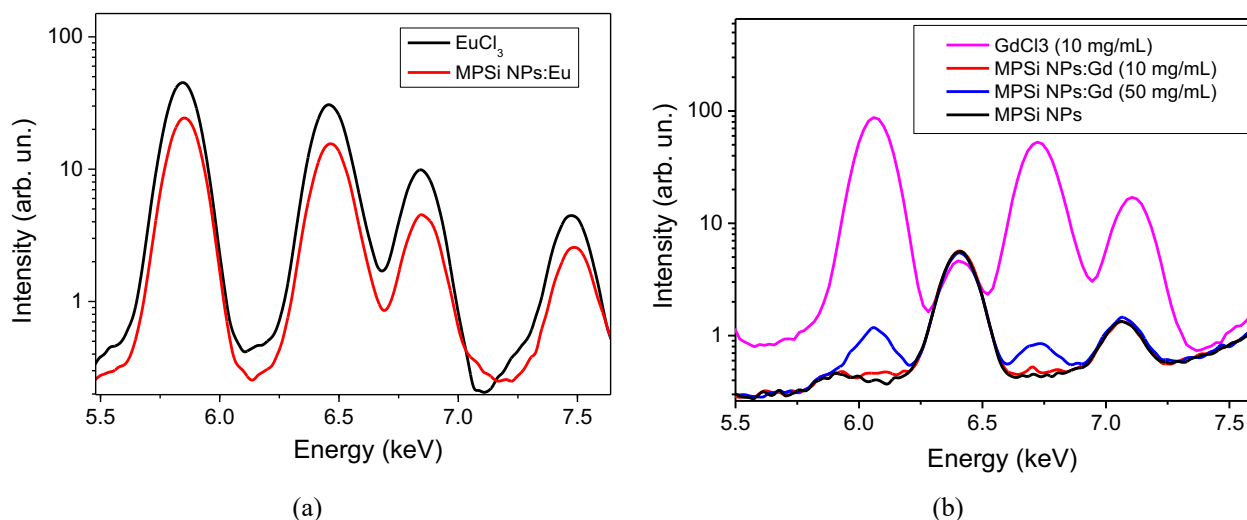 100
10
1
5.5 6.0 6.5 7.0 7.5
Energy (keV)
Intensity (arb. un.)
EuCl3
MPSi NPs:Eu
(a)
100
10
1
5.5 6.0 6.5 7.0 7.5
Energy (keV)
Intensity (arb. un.)
GdCl3 (10 mg/mL)
MPSi NPs:Gd (10 mg/mL)
MPSi NPs:Gd (50 mg/mL)
MPSi NPs
(b)